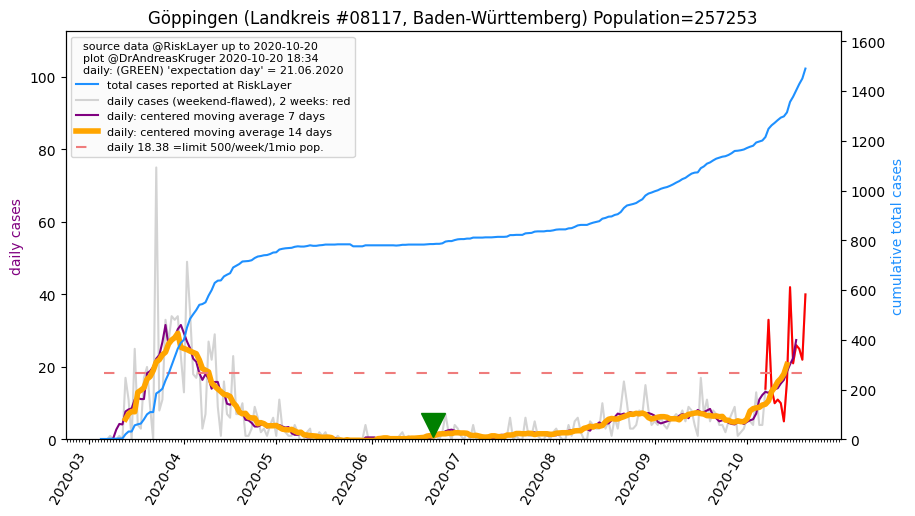 Göppingen (Landkreis #08117, Baden-Württemberg) Population=257253
source data @RiskLayer up to 2020-10-20
plot @DrAndreasKruger 2020-10-20 18:34
daily: (GREEN) 'expectation day' = 21.06.2020
total cases reported at RiskLayer
daily cases (weekend-flawed), 2 weeks: red
daily: centered moving average 7 days
daily: centered moving average 14 days
daily 18.38 =limit 500/week/1mio pop.
daily cases
100
80
60
40
20
0
cumulative total cases
1600
1400
1200
1000
800
600
400
200
0
2020-03
2020-04
2020-05
2020-06
2020-07
2020-08
2020-09
2020-10